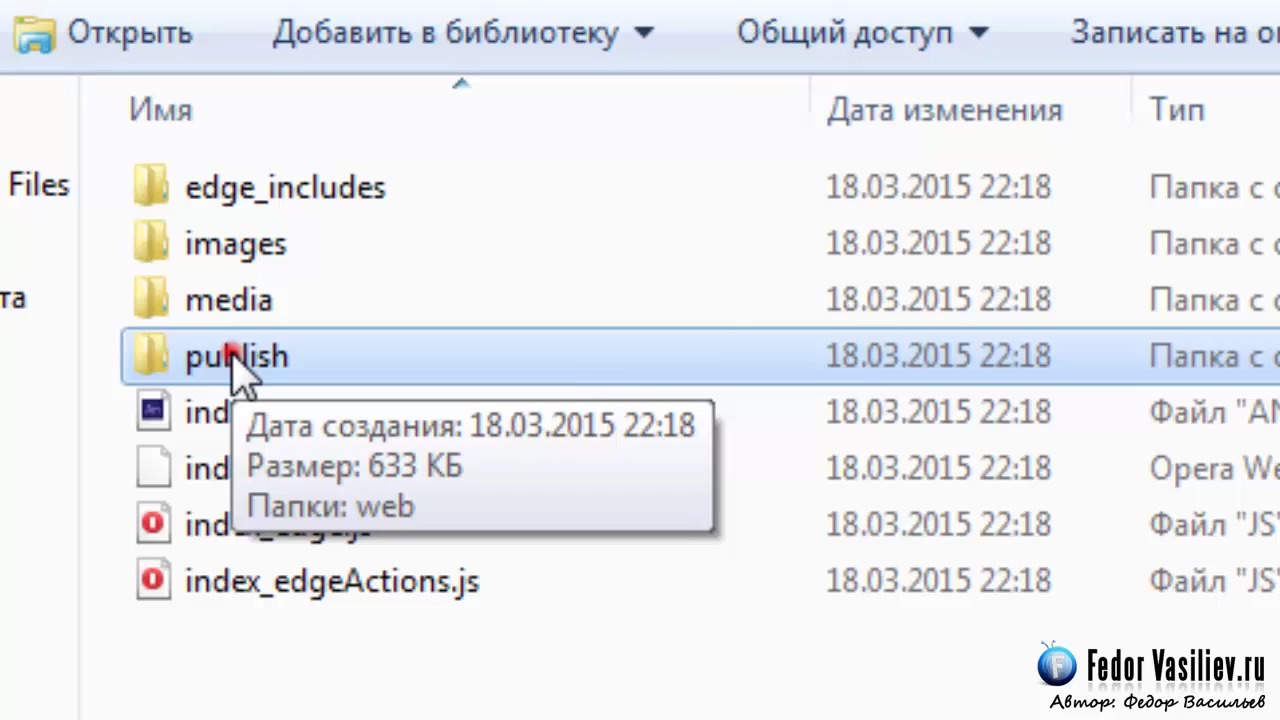 Открыть Добавить в библиотеку Общий доступ Записать на
Имя Дата изменения Тип
Files
edge_includes 18.03.2015 22:18 Папка с
images 18.03.2015 22:18 Папка с
та
media 18.03.2015 22:18 Папка с
publish 18.03.2015 22:18 Папка с
ind 18.03.2015 22:18 Файл "AN
Дата создания: 18.03.2015 22:18
Размер: 633 КБ
Папки: web
ind 18.03.2015 22:18 Opera We
index_edge.js 18.03.2015 22:18 Файл "JS"
index_edgeActions.js 18.03.2015 22:18 Файл "JS"
Fedor Vasiliev.ru
Автор: Федор Васильев